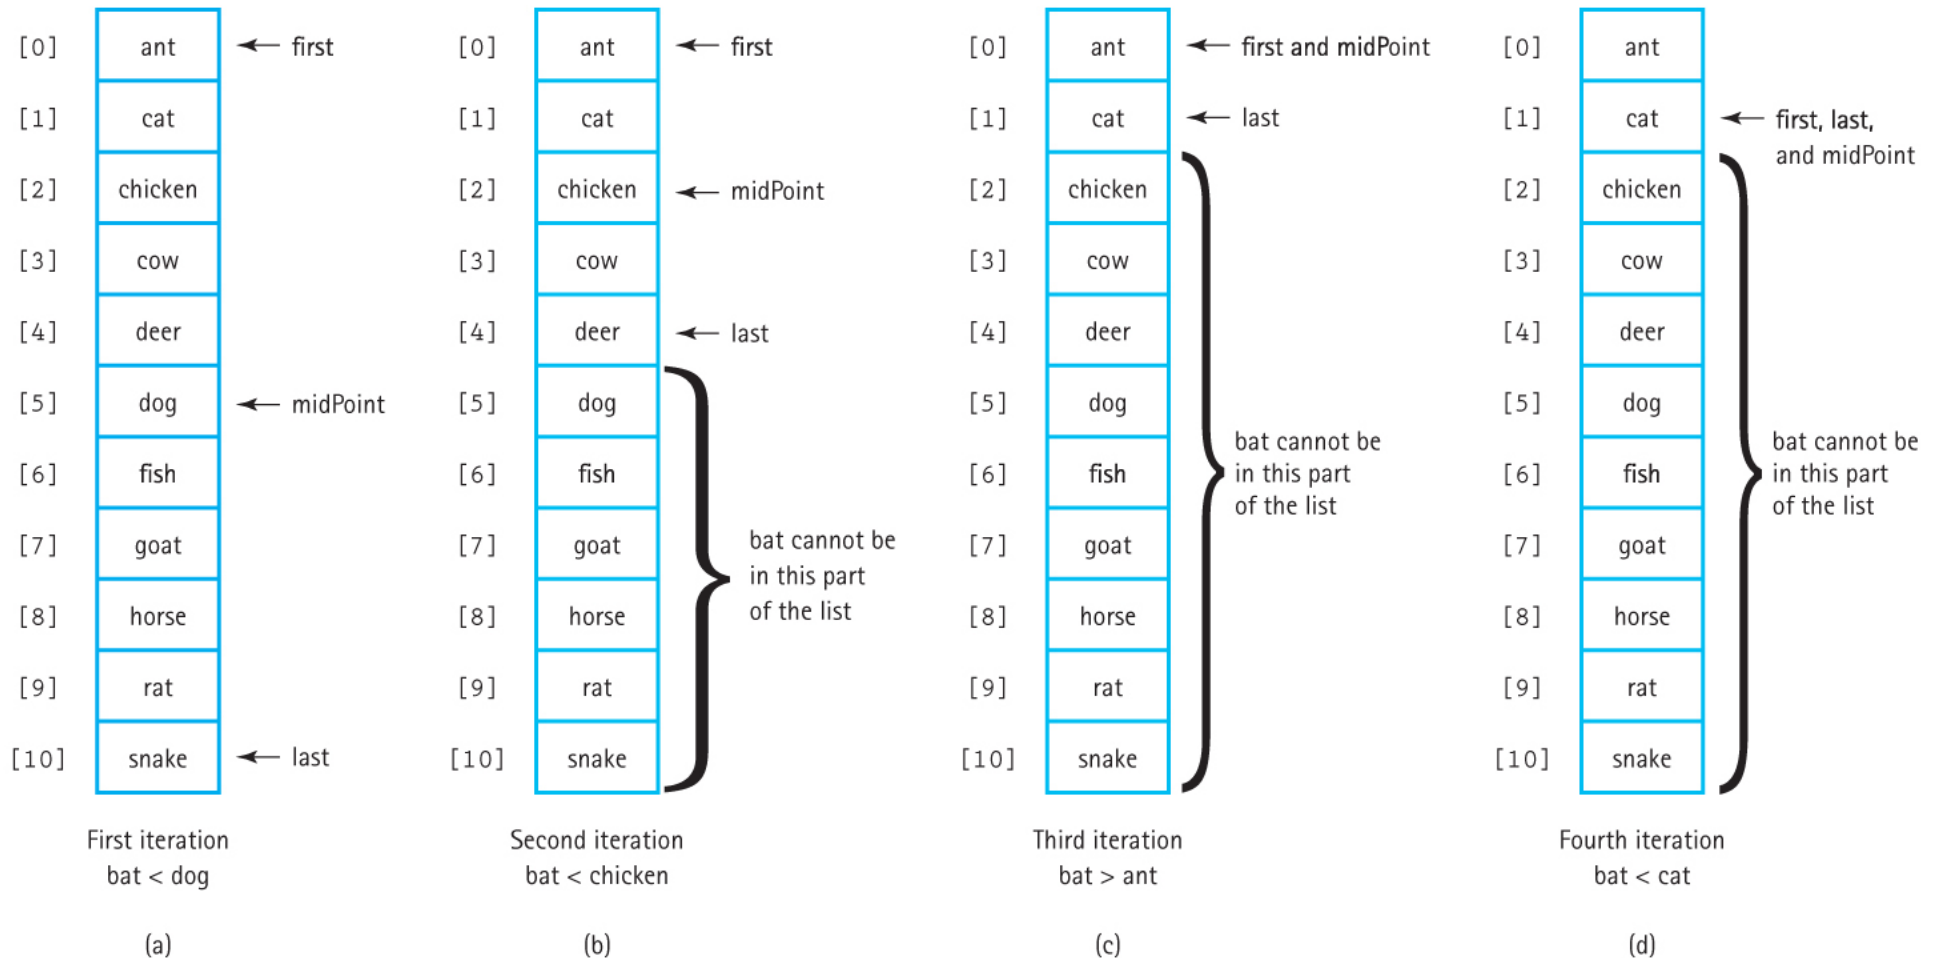 [0] ant first
[1] cat
[2] chicken
[3] cow
[4] deer
[5] dog midPoint
[6] fish
[7] goat
[8] horse
[9] rat
[10] snake last
First iteration
bat < dog
(a)
[0] ant first
[1] cat
[2] chicken midPoint
[3] cow
[4] deer last
[5] dog
[6] fish
[7] goat
[8] horse
[9] rat
[10] snake
bat cannot be
in this part
of the list
Second iteration
bat < chicken
(b)
[0] ant first and midPoint
[1] cat last
[2] chicken
[3] cow
[4] deer
[5] dog
[6] fish
[7] goat
[8] horse
[9] rat
[10] snake
bat cannot be
in this part
of the list
Third iteration
bat > ant
(c)
[0] ant
[1] cat first, last,
and midPoint
[2] chicken
[3] cow
[4] deer
[5] dog
[6] fish
[7] goat
[8] horse
[9] rat
[10] snake
bat cannot be
in this part
of the list
Fourth iteration
bat < cat
(d)